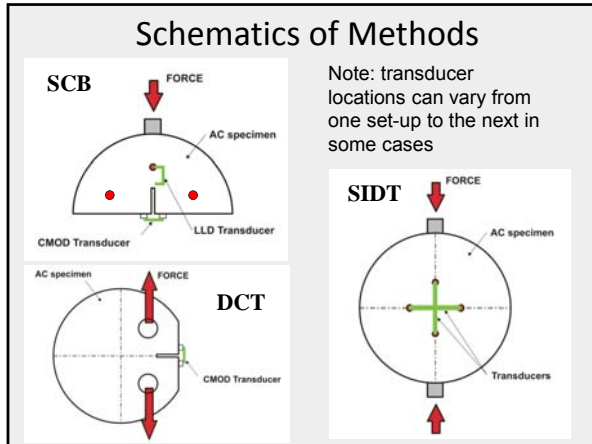 Schematics of Methods
SCB
FORCE
AC specimen
LLD Transducer
CMOD Transducer
Note: transducer
locations can vary from
one set-up to the next in
some cases
AC specimen
FORCE
DCT
CMOD Transducer
SIDT
FORCE
AC specimen
Transducers